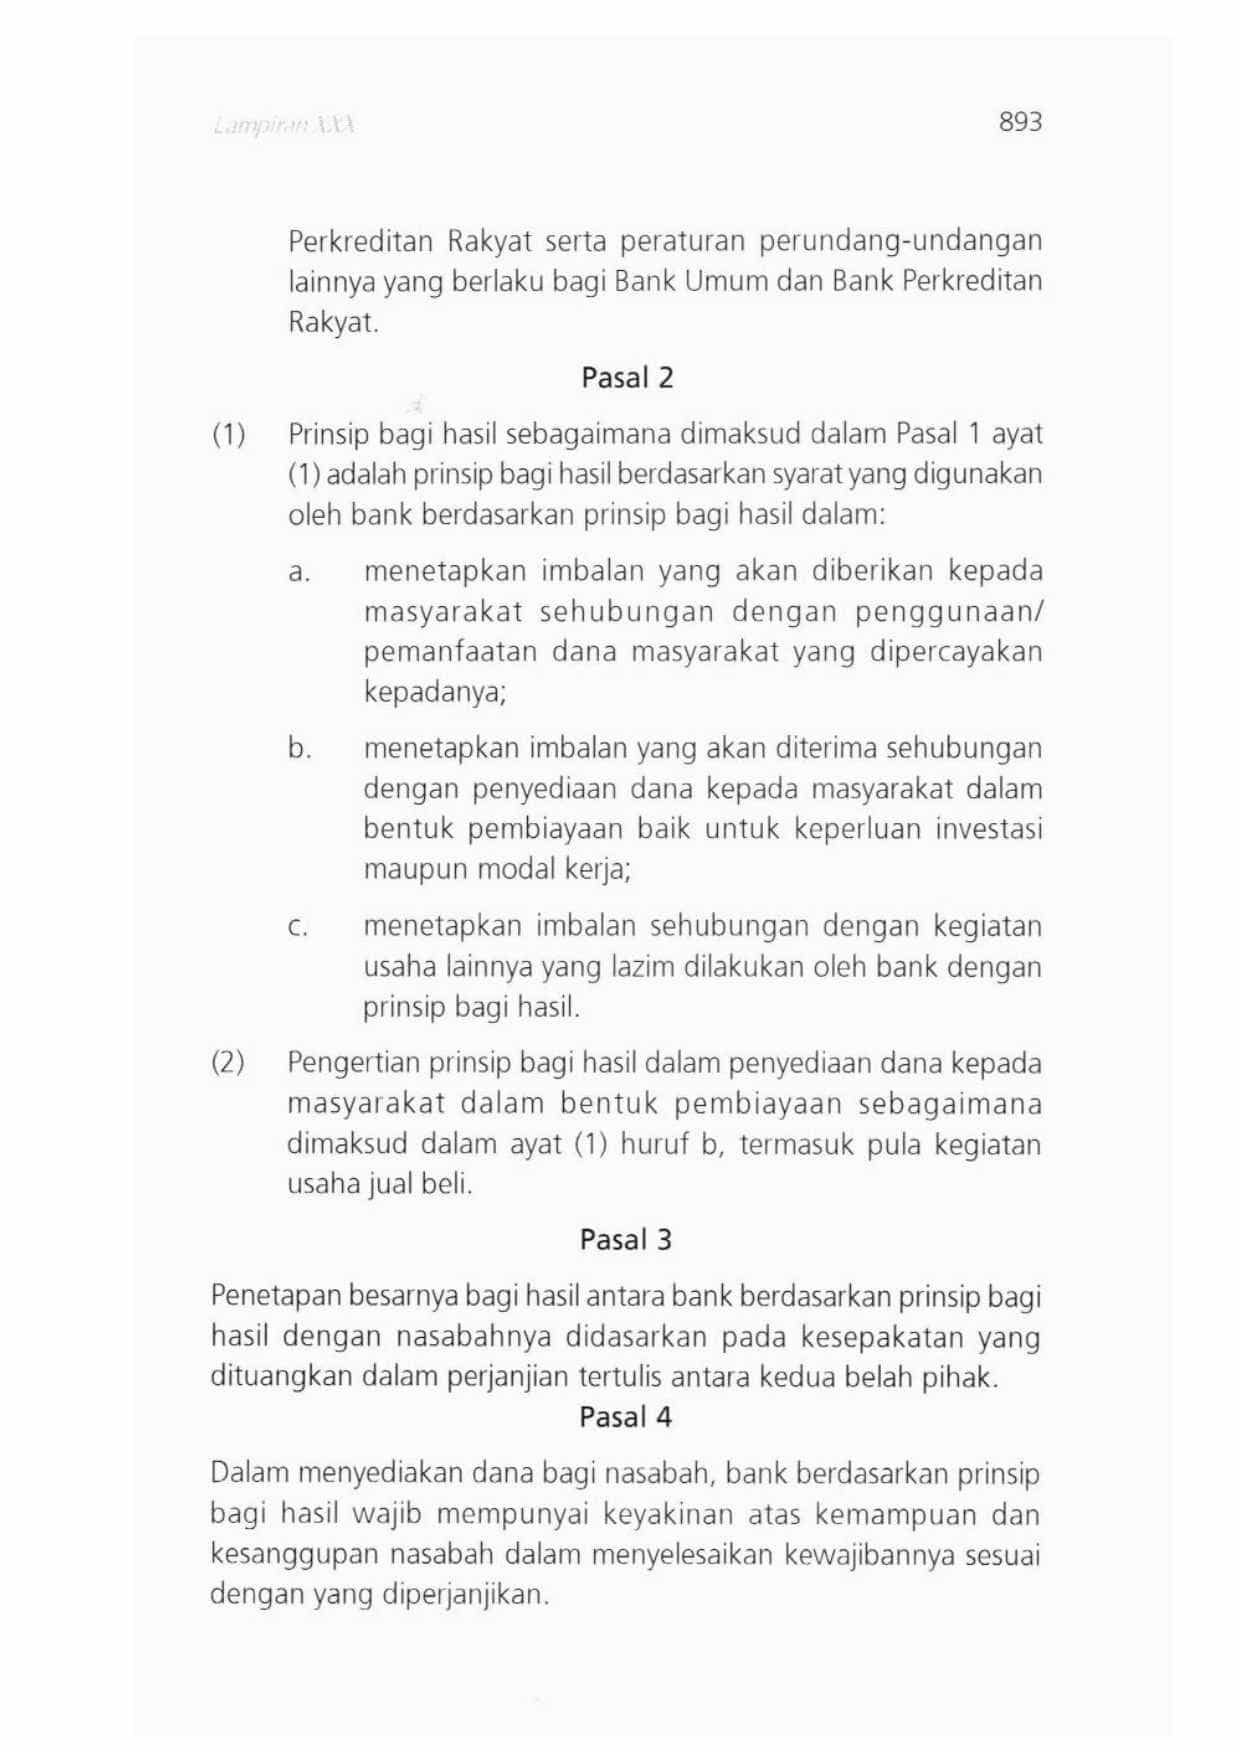 Lampiran XXX
893
Perkreditan Rakyat serta peraturan perundang-undangan
lainnya yang berlaku bagi Bank Umum dan Bank Perkreditan
Rakyat.
Pasal 2
(1) Prinsip bagi hasil sebagaimana dimaksud dalam Pasal 1 ayat
(1) adalah prinsip bagi hasil berdasarkan syarat yang digunakan
oleh bank berdasarkan prinsip bagi hasil dalam:
a. menetapkan imbalan yang akan diberikan kepada
masyarakat sehubungan dengan penggunaan/
pemanfaatan dana masyarakat yang dipercayakan
kepadanya;
b. menetapkan imbalan yang akan diterima sehubungan
dengan penyediaan dana kepada masyarakat dalam
bentuk pembiayaan baik untuk keperluan investasi
maupun modal kerja;
c. menetapkan imbalan sehubungan dengan kegiatan
usaha lainnya yang lazim dilakukan oleh bank dengan
prinsip bagi hasil.
(2) Pengertian prinsip bagi hasil dalam penyediaan dana kepada
masyarakat dalam bentuk pembiayaan sebagaimana
dimaksud dalam ayat (1) huruf b, termasuk pula kegiatan
usaha jual beli.
Pasal 3
Penetapan besarnya bagi hasil antara bank berdasarkan prinsip bagi
hasil dengan nasabahnya didasarkan pada kesepakatan yang
dituangkan dalam perjanjian tertulis antara kedua belah pihak.
Pasal 4
Dalam menyediakan dana bagi nasabah, bank berdasarkan prinsip
bagi hasil wajib mempunyai keyakinan atas kemampuan dan
kesanggupan nasabah dalam menyelesaikan kewajibannya sesuai
dengan yang diperjanjikan.